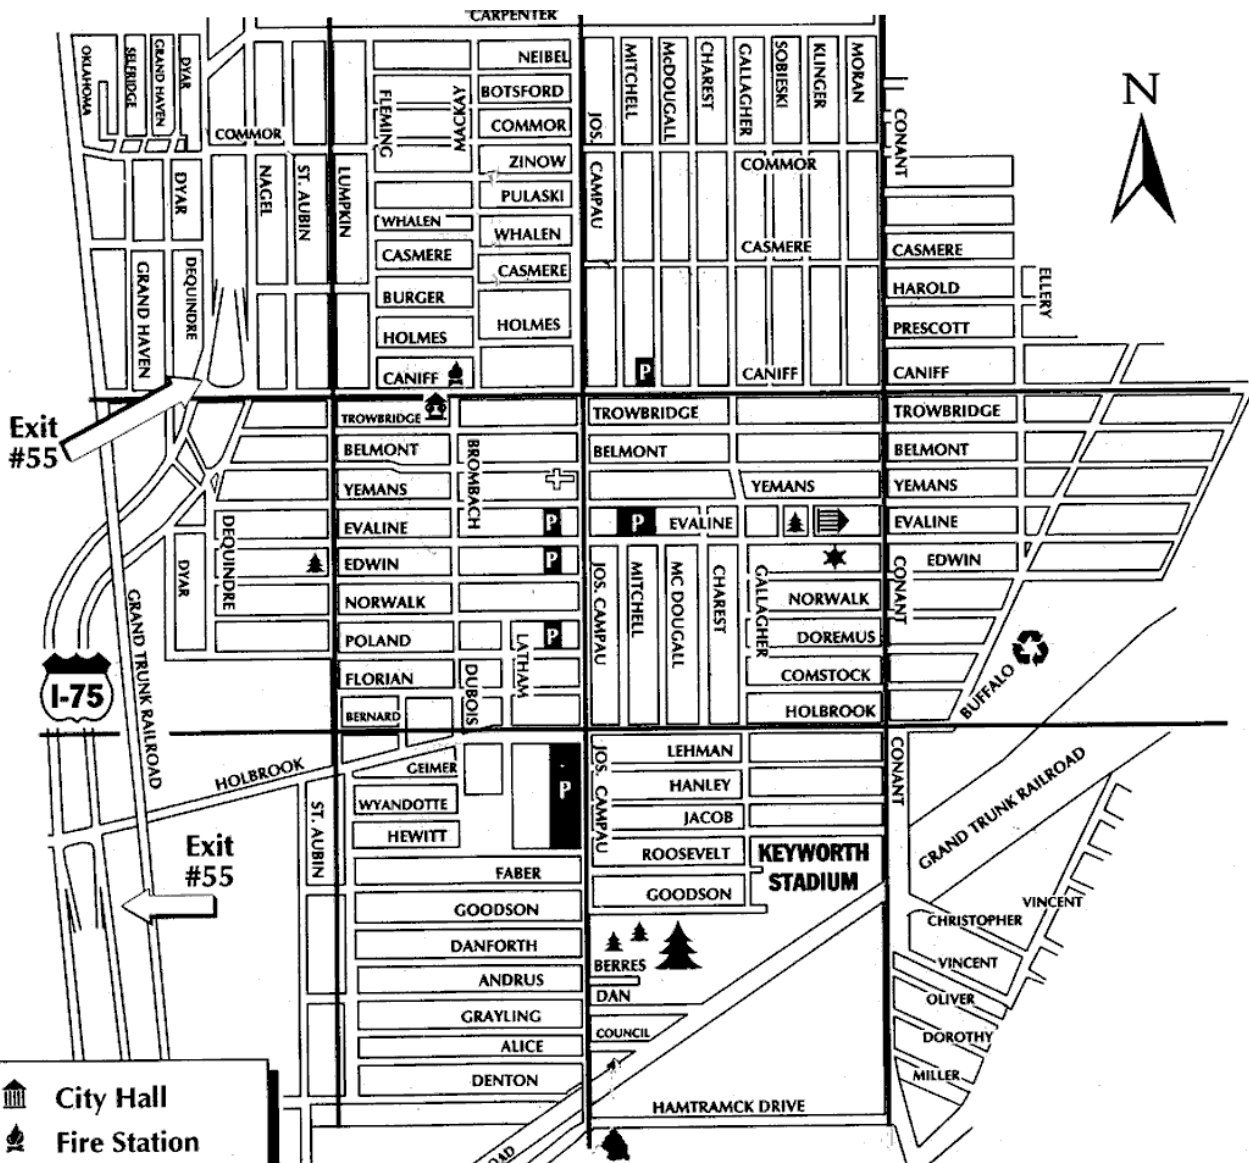 CARPENTER
OKLAHOMA
SELFRIDGE
GRAND HAVEN
DYAR
NEIBEL
BOTSFORD
COMMOR
ZINOW
PULASKI
WHALEN
CASMERE
HOLMES
FLEMING
MACKAY
JOS. CAMPAU
MITCHELL
McDOUGALL
CHAREST
GALLAGHER
SOBIESKI
KLINGER
MORAN
CONANT
N
COMMOR
DYAR
NAGEL
ST. AUBIN
LUMPKIN
WHALEN
CASMERE
BURGER
HOLMES
CANIFF
COMMOR
CASMERE
P
CANIFF
CASMERE
HAROLD
PRESCOTT
CANIFF
ELLERY
GRAND HAVEN
DEQUINDRE
Exit
#55
TROWBRIDGE
BELMONT
YEMANS
EVALINE
EDWIN
NORWALK
POLAND
FLORIAN
BERNARD
BROMBACH
P
P
P
LATHAM
DUBOIS
TROWBRIDGE
BELMONT
YEMANS
P
EVALINE
TROWBRIDGE
BELMONT
YEMANS
EVALINE
EDWIN
CONANT
DYAR
DEQUINDRE
GRAND TRUNK RAILROAD
I-75
JOS. CAMPAU
MITCHELL
MC DOUGALL
CHAREST
GALLAGHER
NORWALK
DOREMUS
COMSTOCK
HOLBROOK
BUFFALO
HOLBROOK
GEIMER
WYANDOTTE
HEWITT
P
JOS. CAMPAU
LEHMAN
HANLEY
JACOB
ROOSEVELT
GOODSON
KEYWORTH
STADIUM
CONANT
GRAND TRUNK RAILROAD
Exit
#55
ST. AUBIN
FABER
GOODSON
DANFORTH
ANDRUS
GRAYLING
ALICE
DENTON
BERRES
DAN
COUNCIL
CHRISTOPHER
VINCENT
VINCENT
OLIVER
DOROTHY
MILLER
HAMTRAMCK DRIVE
OAD
City Hall
Fire Station